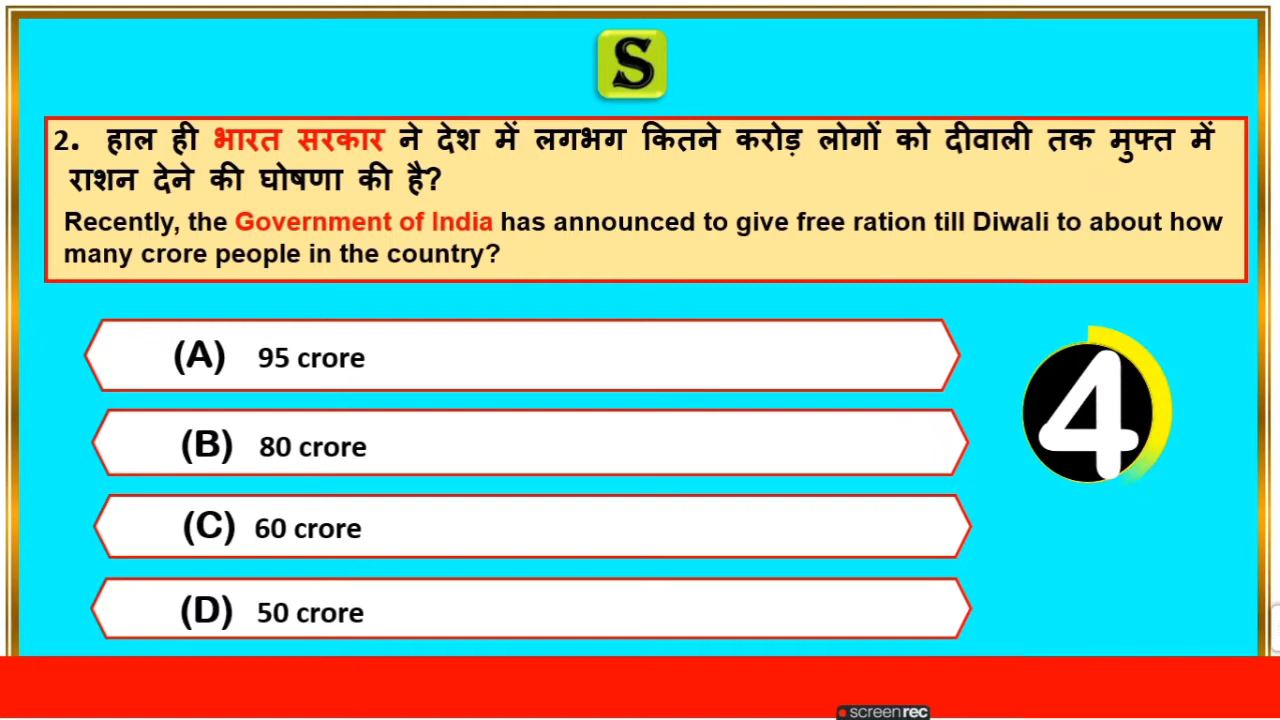 S
2. हाल ही भारत सरकार ने देश में लगभग कितने करोड़ लोगों को दीवाली तक मुफ्त में
राशन देने की घोषणा की है?
Recently, the Government of India has announced to give free ration till Diwali to about how
many crore people in the country?
(A) 95 crore
(B) 80 crore
(C) 60 crore
(D) 50 crore
4
screenrec